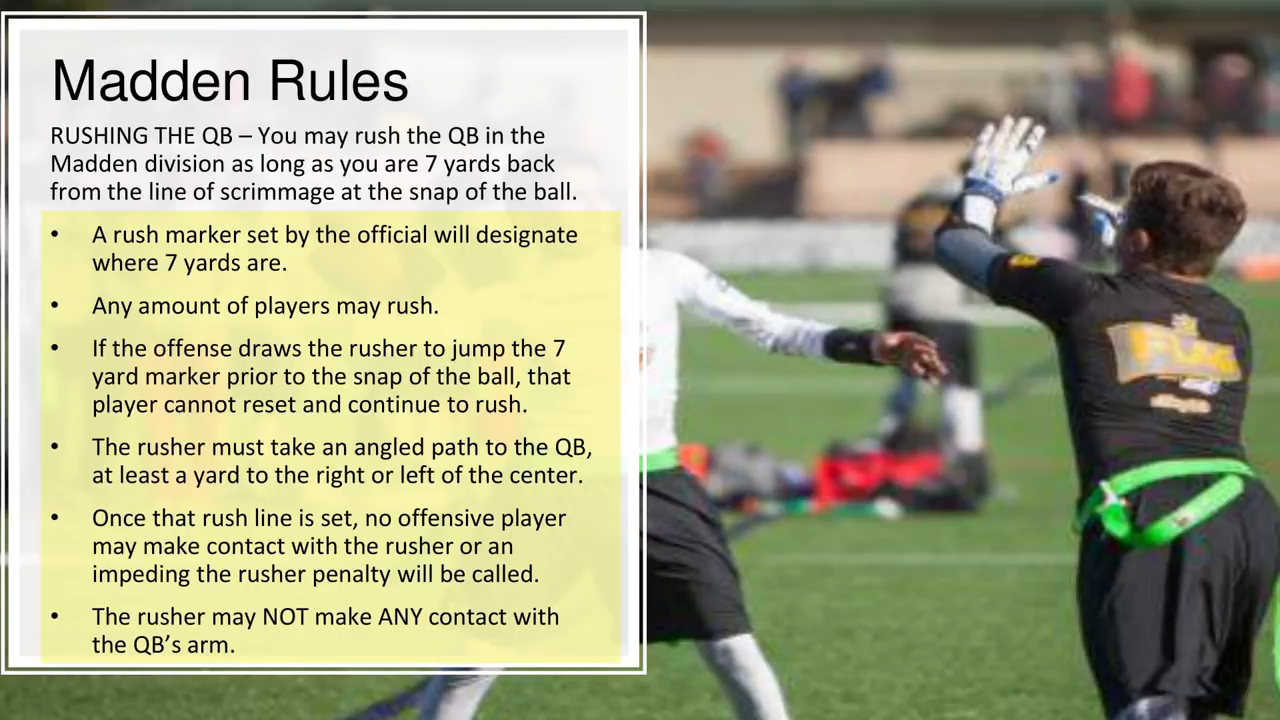 Madden Rules
RUSHING THE QB – You may rush the QB in the
Madden division as long as you are 7 yards back
from the line of scrimmage at the snap of the ball.
• A rush marker set by the official will designate
where 7 yards are.
• Any amount of players may rush.
• If the offense draws the rusher to jump the 7
yard marker prior to the snap of the ball, that
player cannot reset and continue to rush.
• The rusher must take an angled path to the QB,
at least a yard to the right or left of the center.
• Once that rush line is set, no offensive player
may make contact with the rusher or an
impeding the rusher penalty will be called.
• The rusher may NOT make ANY contact with
the QB’s arm.
FLAG